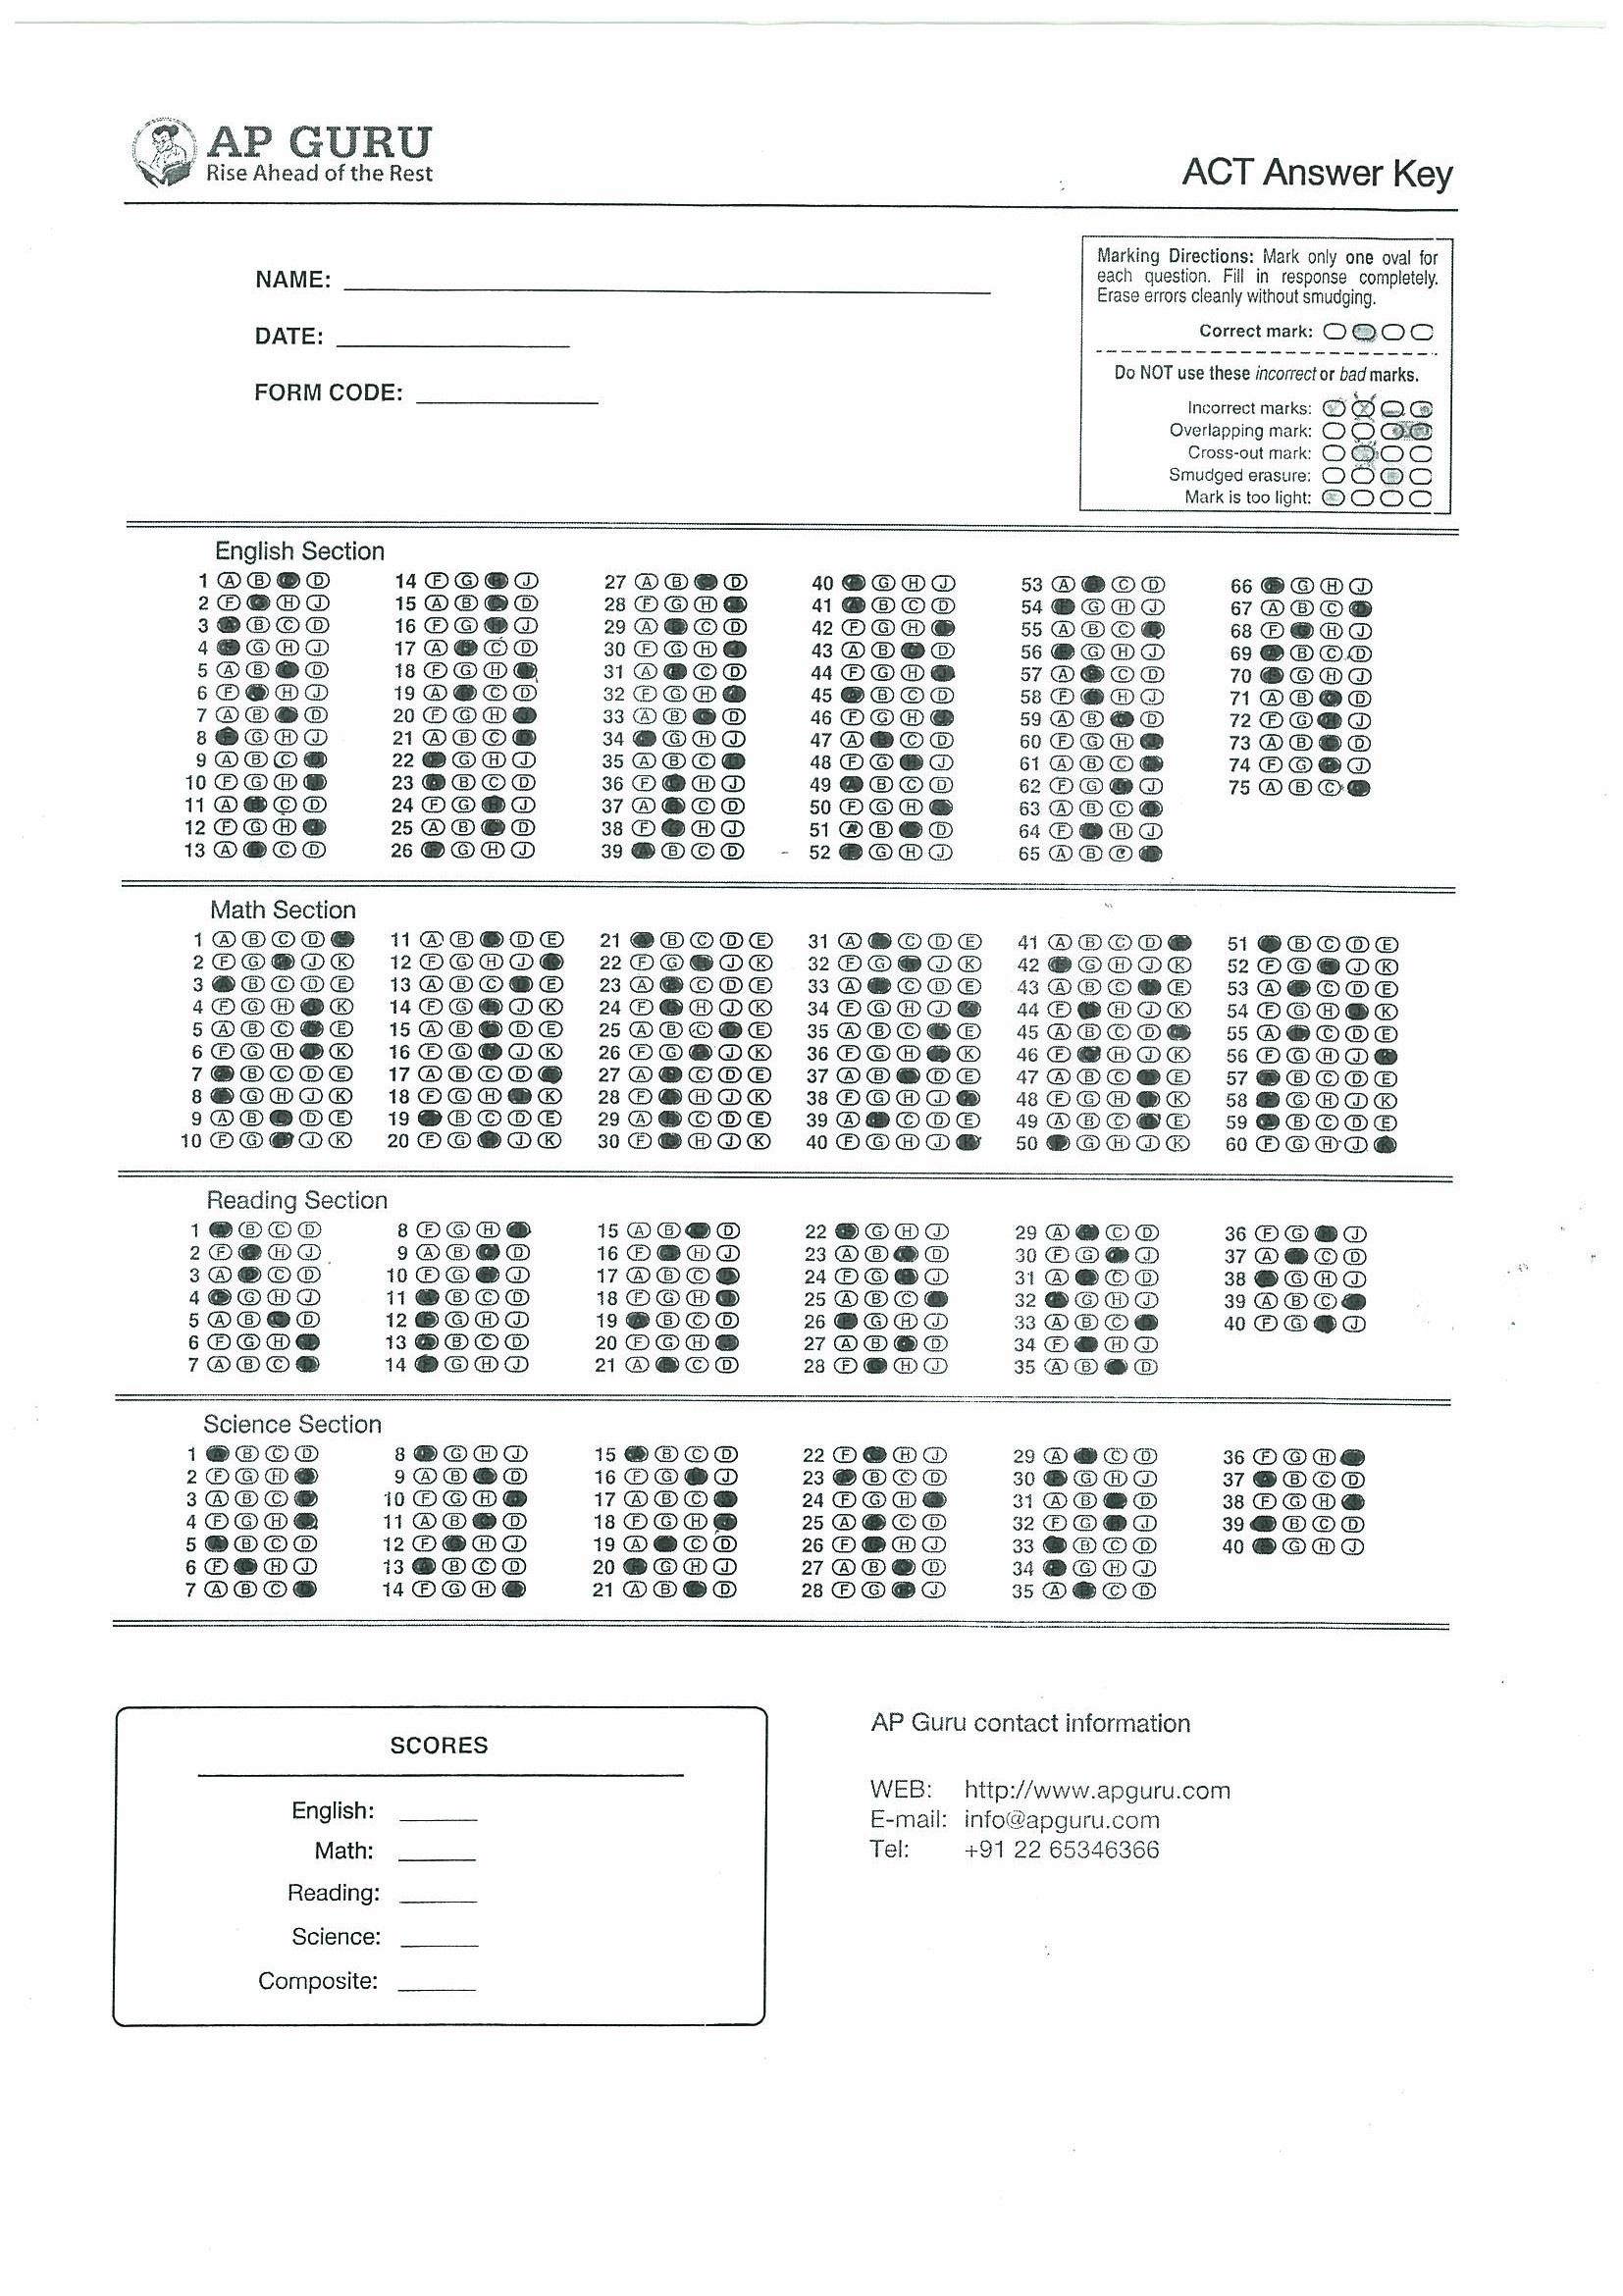 AP GURU
Rise Ahead of the Rest
ACT Answer Key
NAME:
DATE:
FORM CODE:
Marking Directions: Mark only one oval for
each question. Fill in response completely.
Erase errors cleanly without smudging.
Correct mark:
Do NOT use these incorrect or bad marks.
Incorrect marks:
Overlapping mark:
Cross-out mark:
Smudged erasure:
Mark is too light:
English Section
1 A B D 14 F G J 27 A B D 40 G H J 53 A C D 66 G H J
2 F H J 15 A B D 28 F G H 41 B C D 54 G H J 67 A B C
3 B C D 16 F G J 29 A C D 42 F G H 55 A B C 68 F H J
4 G H J 17 A C D 30 F G H 43 A B D 56 G H J 69 B C D
5 A B D 18 F G H 31 A C D 44 F G H 57 A C D 70 G H J
6 F H J 19 A C D 32 F G H 45 B C D 58 F H J 71 A B D
7 A B D 20 F G H 33 A B D 46 F G H 59 A B D 72 F G J
8 G H J 21 A B C 34 G H J 47 A C D 60 F G H 73 A B D
9 A B C 22 G H J 35 A B C 48 F G J 61 A B C 74 F G J
10 F G H 23 B C D 36 F H J 49 B C D 62 F G J 75 A B C
11 A C D 24 F G J 37 A C D 50 F G H 63 A B C
12 F G H 25 A B D 38 F H J 51 A B D 64 F H J
13 A C D 26 G H J 39 B C D 52 G H J 65 A B C
Math Section
1 A B C D 11 A B D E 21 B C D E 31 A C D E 41 A B C D 51 B C D E
2 F G J K 12 F G H J 22 F G J K 32 F G J K 42 G H J K 52 F G J K
3 B C D E 13 A B C E 23 A C D E 33 A C D E 43 A B C E 53 A C D E
4 F G H K 14 F G J K 24 F H J K 34 F G H J 44 F H J K 54 F G H K
5 A B C E 15 A B D E 25 A B C E 35 A B C E 45 A B C D 55 A C D E
6 F G H K 16 F G J K 26 F G J K 36 F G H K 46 F H J K 56 F G H J
7 B C D E 17 A B C D 27 A C D E 37 A B D E 47 A B C E 57 B C D E
8 G H J K 18 F G H K 28 F H J K 38 F G H J 48 F G H K 58 G H J K
9 A B D E 19 B C D E 29 A C D E 39 A C D E 49 A B C E 59 B C D E
10 F G J K 20 F G J K 30 F H J K 40 F G H J 50 G H J K 60 F G H J
Reading Section
1 B C D 8 F G H 15 A B D 22 G H J 29 A C D 36 F G J
2 F H J 9 A B D 16 F H J 23 A B D 30 F G J 37 A C D
3 A C D 10 F G J 17 A B C 24 F G J 31 A C D 38 G H J
4 G H J 11 B C D 18 F G H 25 A B C 32 G H J 39 A B C
5 A B D 12 G H J 19 B C D 26 G H J 33 A B C 40 F G J
6 F G H 13 B C D 20 F G H 27 A B D 34 F H J
7 A B C 14 G H J 21 A C D 28 F H J 35 A B D
Science Section
1 B C D 8 G H J 15 B C D 22 F H J 29 A C D 36 F G H
2 F G H 9 A B D 16 F G J 23 B C D 30 G H J 37 B C D
3 A B C 10 F G H 17 A B C 24 F G H 31 A B D 38 F G H
4 F G H 11 A B D 18 F G H 25 A C D 32 F G J 39 B C D
5 B C D 12 F H J 19 A C D 26 F H J 33 B C D 40 G H J
6 F H J 13 B C D 20 G H J 27 A B D 34 G H J
7 A B C 14 F G H 21 A B D 28 F G J 35 A C D
SCORES
English:
Math:
Reading:
Science:
Composite:
AP Guru contact information
WEB: http://www.apguru.com
E-mail: info@apguru.com
Tel: +91 22 65346366